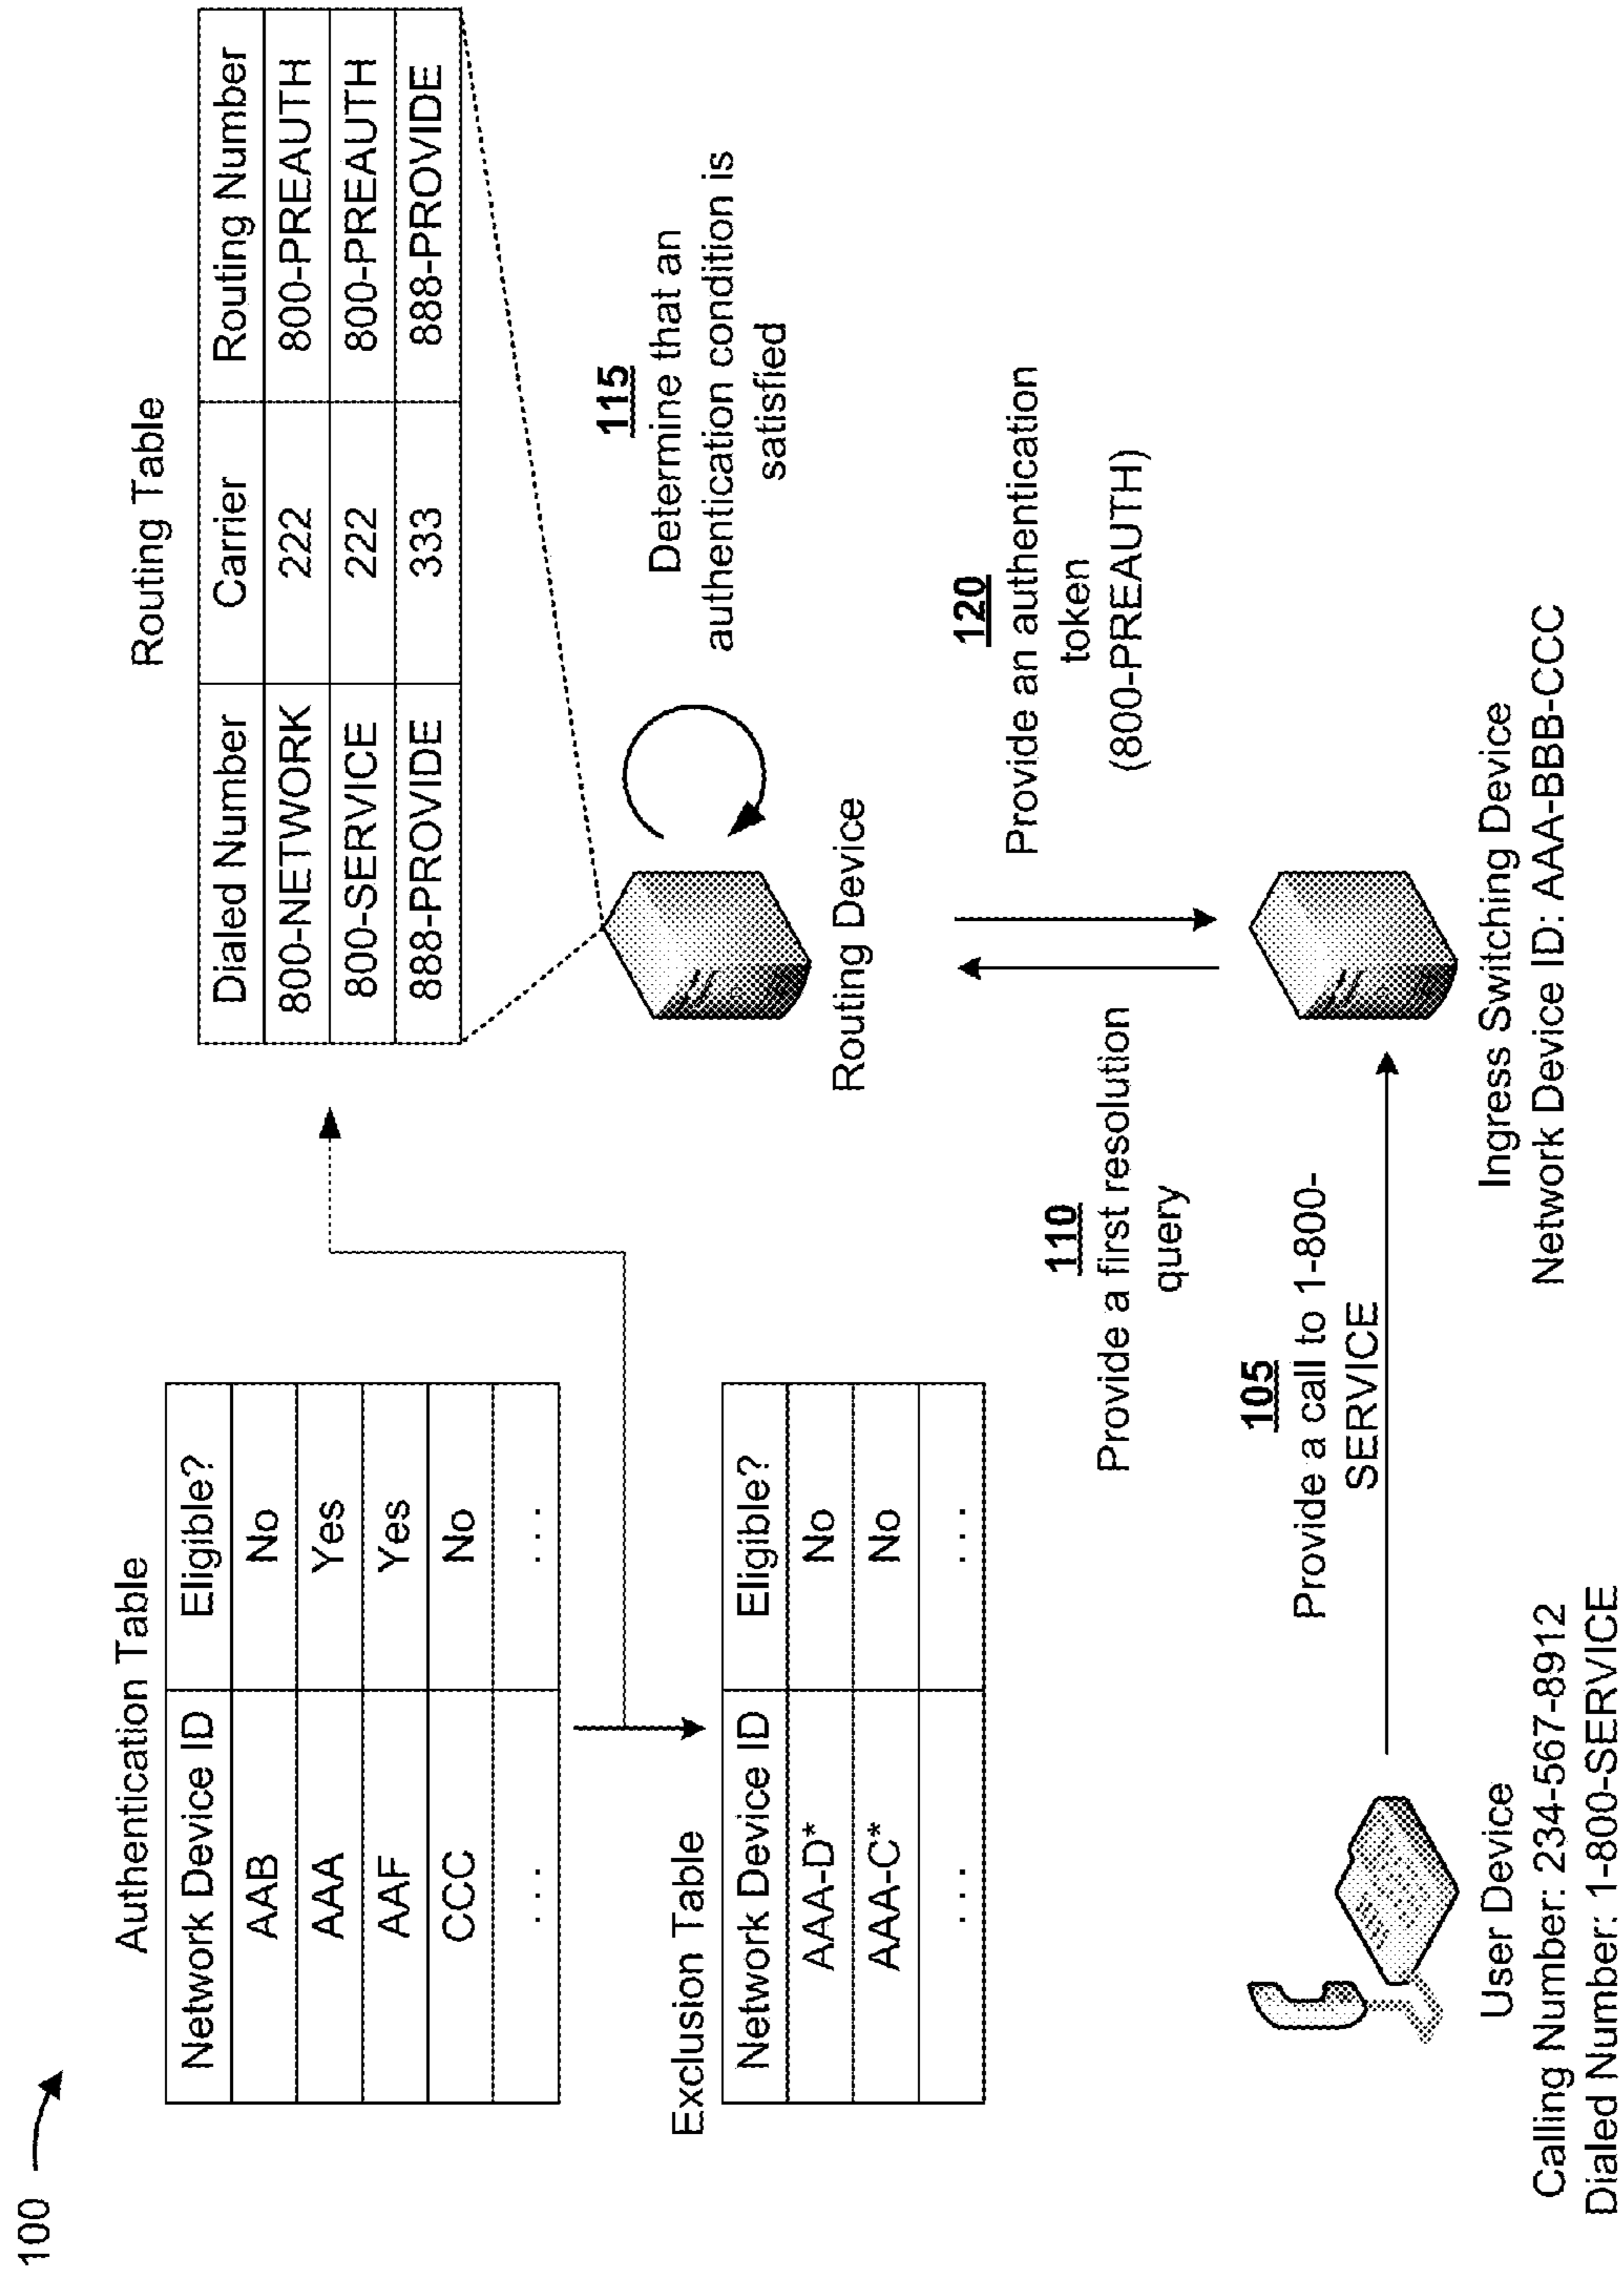 100
Authentication Table
Network Device ID Eligible?
AAB No
AAA Yes
AAF Yes
CCC No
... ...
Exclusion Table
Network Device ID Eligible?
AAA-D* No
AAA-C* No
... ...
Routing Table
Dialed Number Carrier Routing Number
800-NETWORK 222 800-PREAUTH
800-SERVICE 222 800-PREAUTH
888-PROVIDE 333 888-PROVIDE
115
Determine that an
authentication condition is
satisfied
Routing Device
120
Provide an authentication
token
(800-PREAUTH)
110
Provide a first resolution
query
105
Provide a call to 1-800-
SERVICE
User Device
Calling Number: 234-567-8912
Dialed Number: 1-800-SERVICE
Ingress Switching Device
Network Device ID: AAA-BBB-CCC